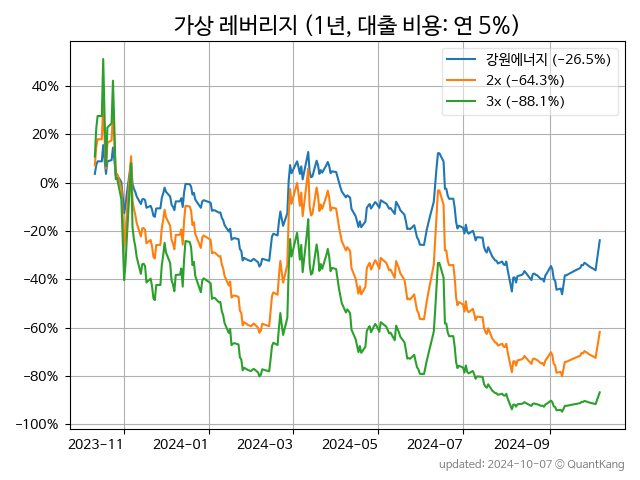 가상 레버리지 (1년, 대출 비용: 연 5%)
강원에너지 (-26.5%)
2x (-64.3%)
3x (-88.1%)
40%
20%
0%
-20%
-40%
-60%
-80%
-100%
2023-11 2024-01 2024-03 2024-05 2024-07 2024-09
updated: 2024-10-07 © QuantKang